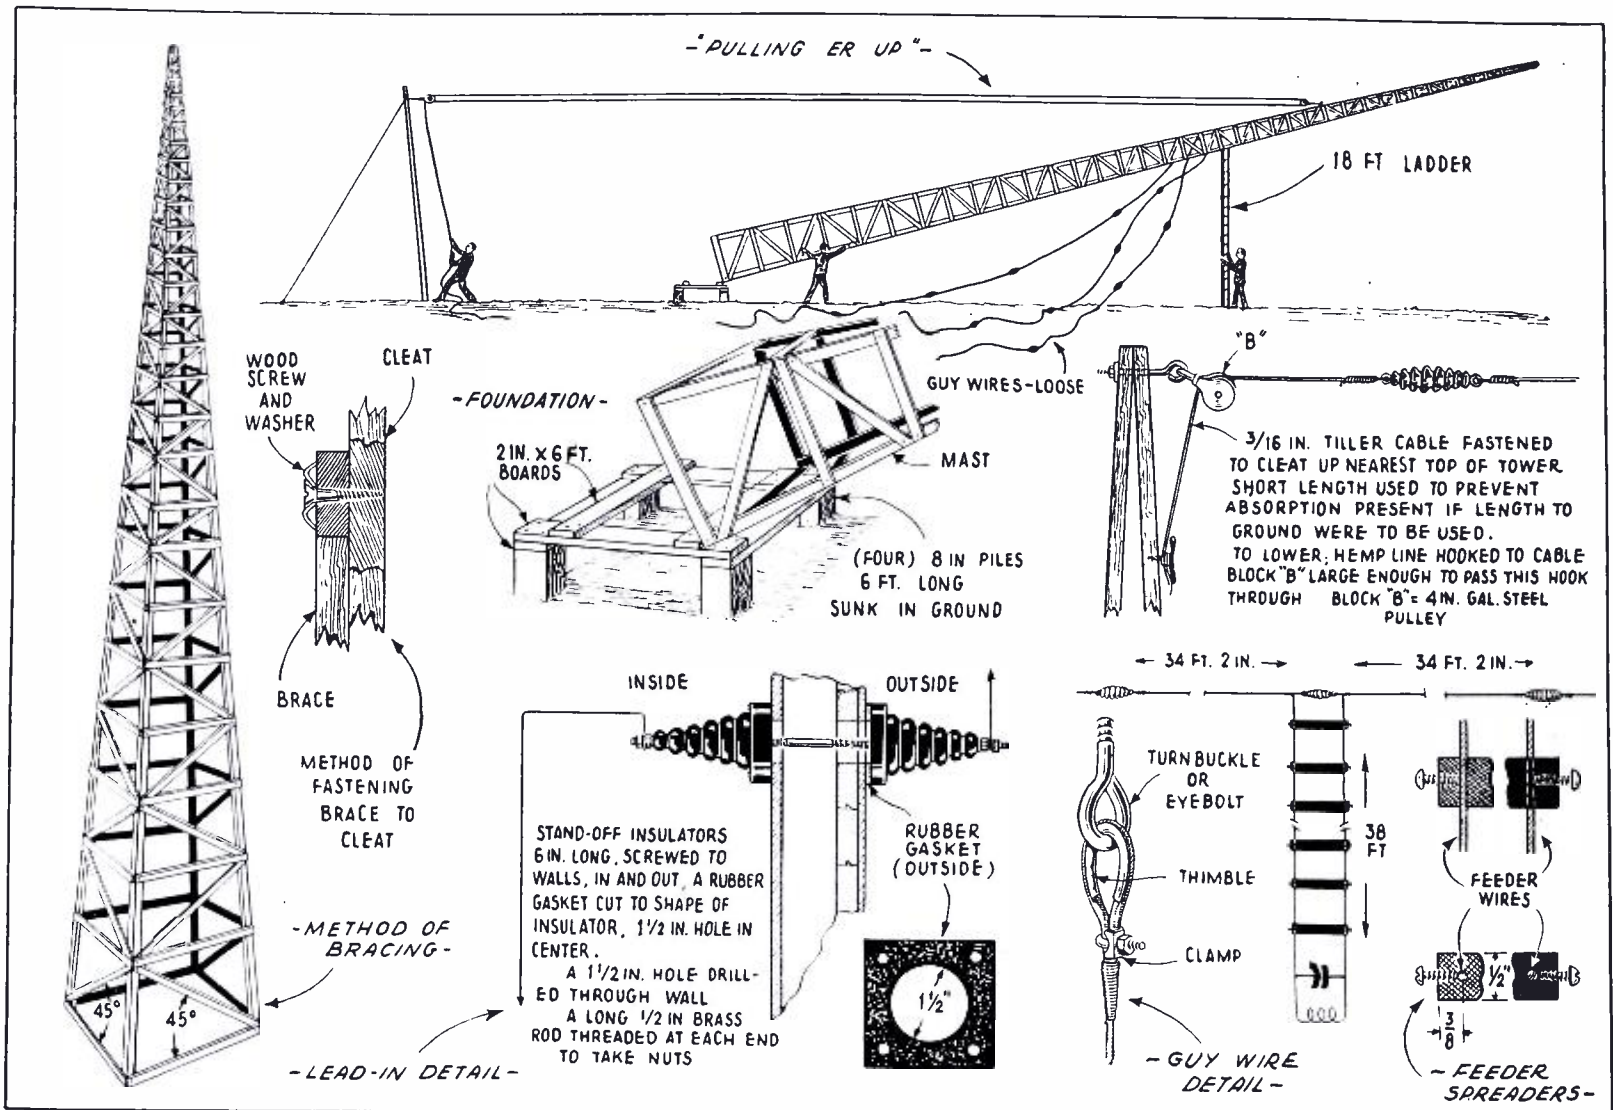 -"PULLING ER UP"-
18 FT LADDER
WOOD
SCREW
AND
WASHER
CLEAT
BRACE
METHOD OF
FASTENING
BRACE TO
CLEAT
-FOUNDATION-
2 IN. X 6 FT.
BOARDS
GUY WIRES-LOOSE
MAST
(FOUR) 8 IN PILES
6 FT. LONG
SUNK IN GROUND
"B"
3/16 IN. TILLER CABLE FASTENED
TO CLEAT UP NEAREST TOP OF TOWER
SHORT LENGTH USED TO PREVENT
ABSORPTION PRESENT IF LENGTH TO
GROUND WERE TO BE USED.
TO LOWER; HEMP LINE HOOKED TO CABLE
BLOCK "B" LARGE ENOUGH TO PASS THIS HOOK
THROUGH BLOCK "B" = 4 IN. GAL. STEEL
PULLEY
-METHOD OF
BRACING-
45°
45°
INSIDE
OUTSIDE
STAND-OFF INSULATORS
6 IN. LONG, SCREWED TO
WALLS, IN AND OUT, A RUBBER
GASKET CUT TO SHAPE OF
INSULATOR, 1 1/2 IN. HOLE IN
CENTER.
A 1 1/2 IN. HOLE DRILL-
ED THROUGH WALL
A LONG 1/2 IN BRASS
ROD THREADED AT EACH END
TO TAKE NUTS
-LEAD-IN DETAIL-
RUBBER
GASKET
(OUTSIDE)
1 1/2"
34 FT. 2 IN.
34 FT. 2 IN.
TURNBUCKLE
OR
EYEBOLT
THIMBLE
CLAMP
-GUY WIRE
DETAIL-
38
FT
FEEDER
WIRES
1/2"
3/8
-FEEDER
SPREADERS-